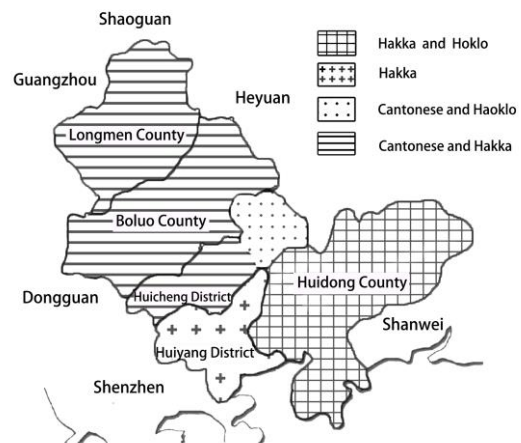 Shaoguan
Guangzhou
Heyuan
Longmen County
Boluo County
Huicheng District
Huidong County
Dongguan
Huiyang District
Shanwei
Shenzhen
Hakka and Hoklo
Hakka
Cantonese and Haoklo
Cantonese and Hakka